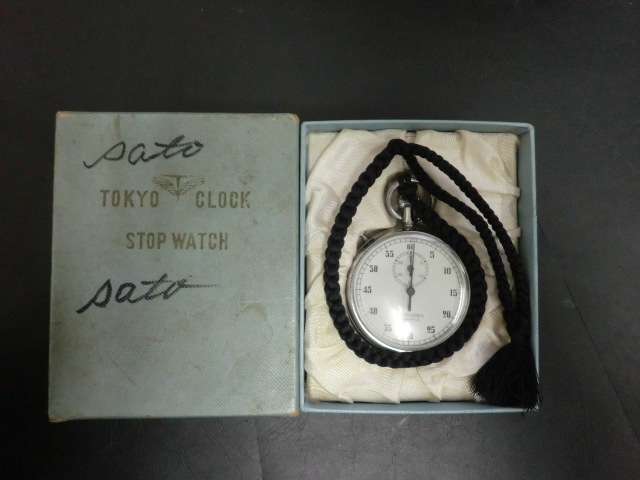 sato
TOKYO CLOCK
STOP WATCH
sato
60
55 5
50 10
45 15
40 20
35 25